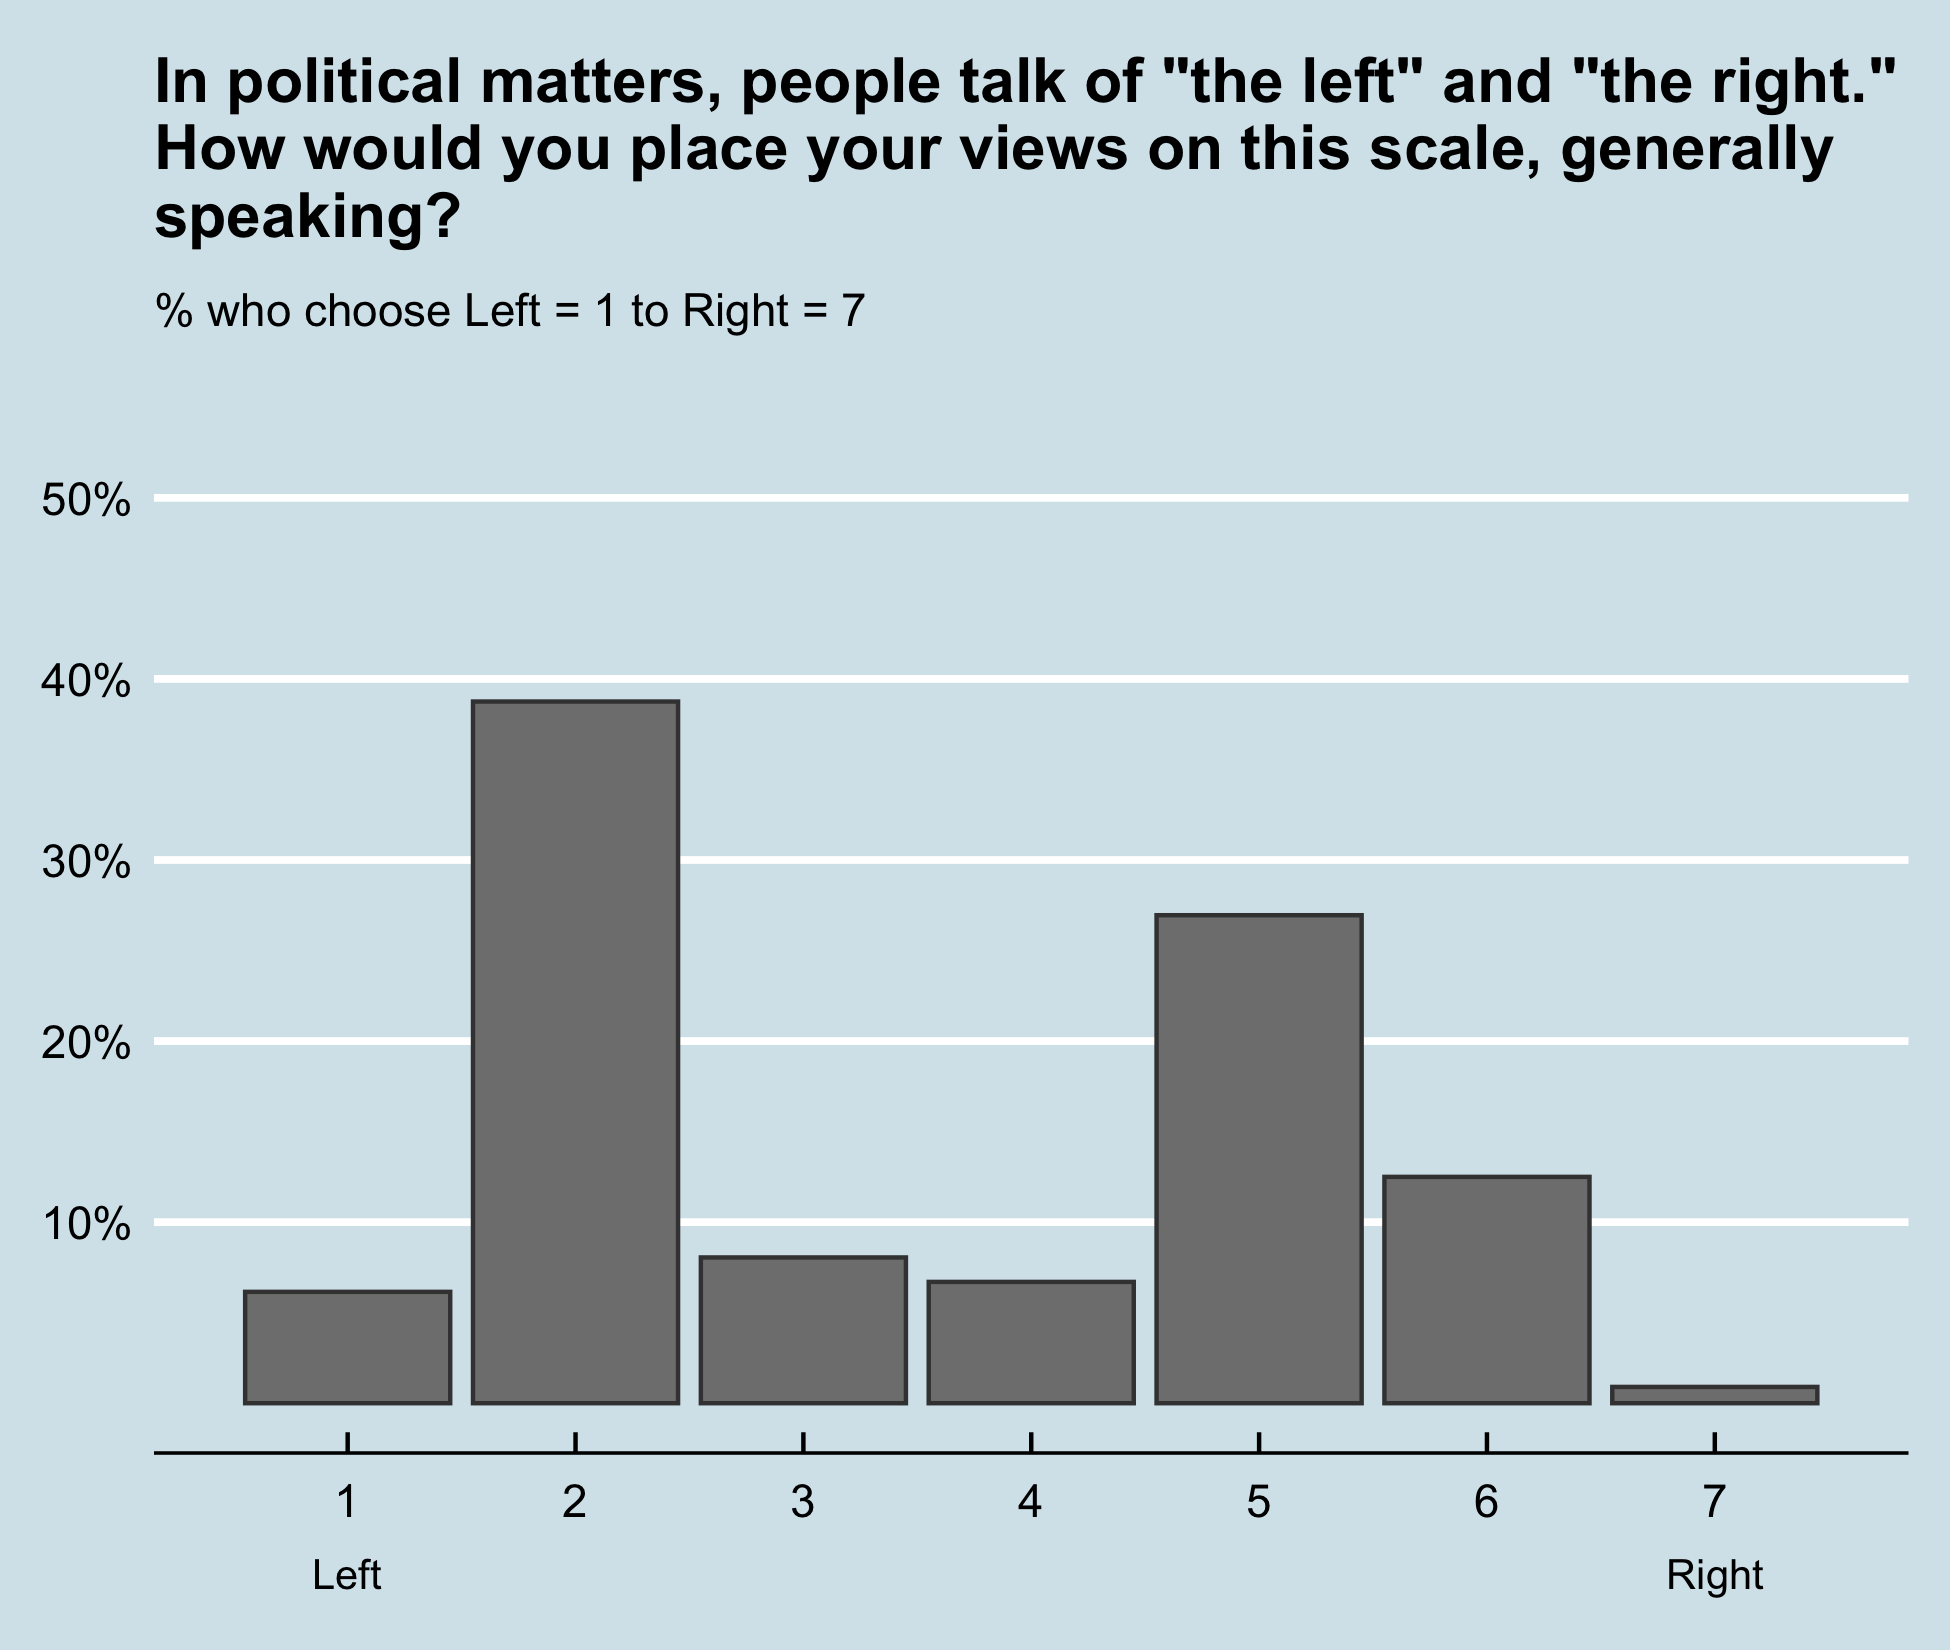 In political matters, people talk of "the left" and "the right."
How would you place your views on this scale, generally
speaking?
% who choose Left = 1 to Right = 7
50%
40%
30%
20%
10%
1 2 3 4 5 6 7
Left Right